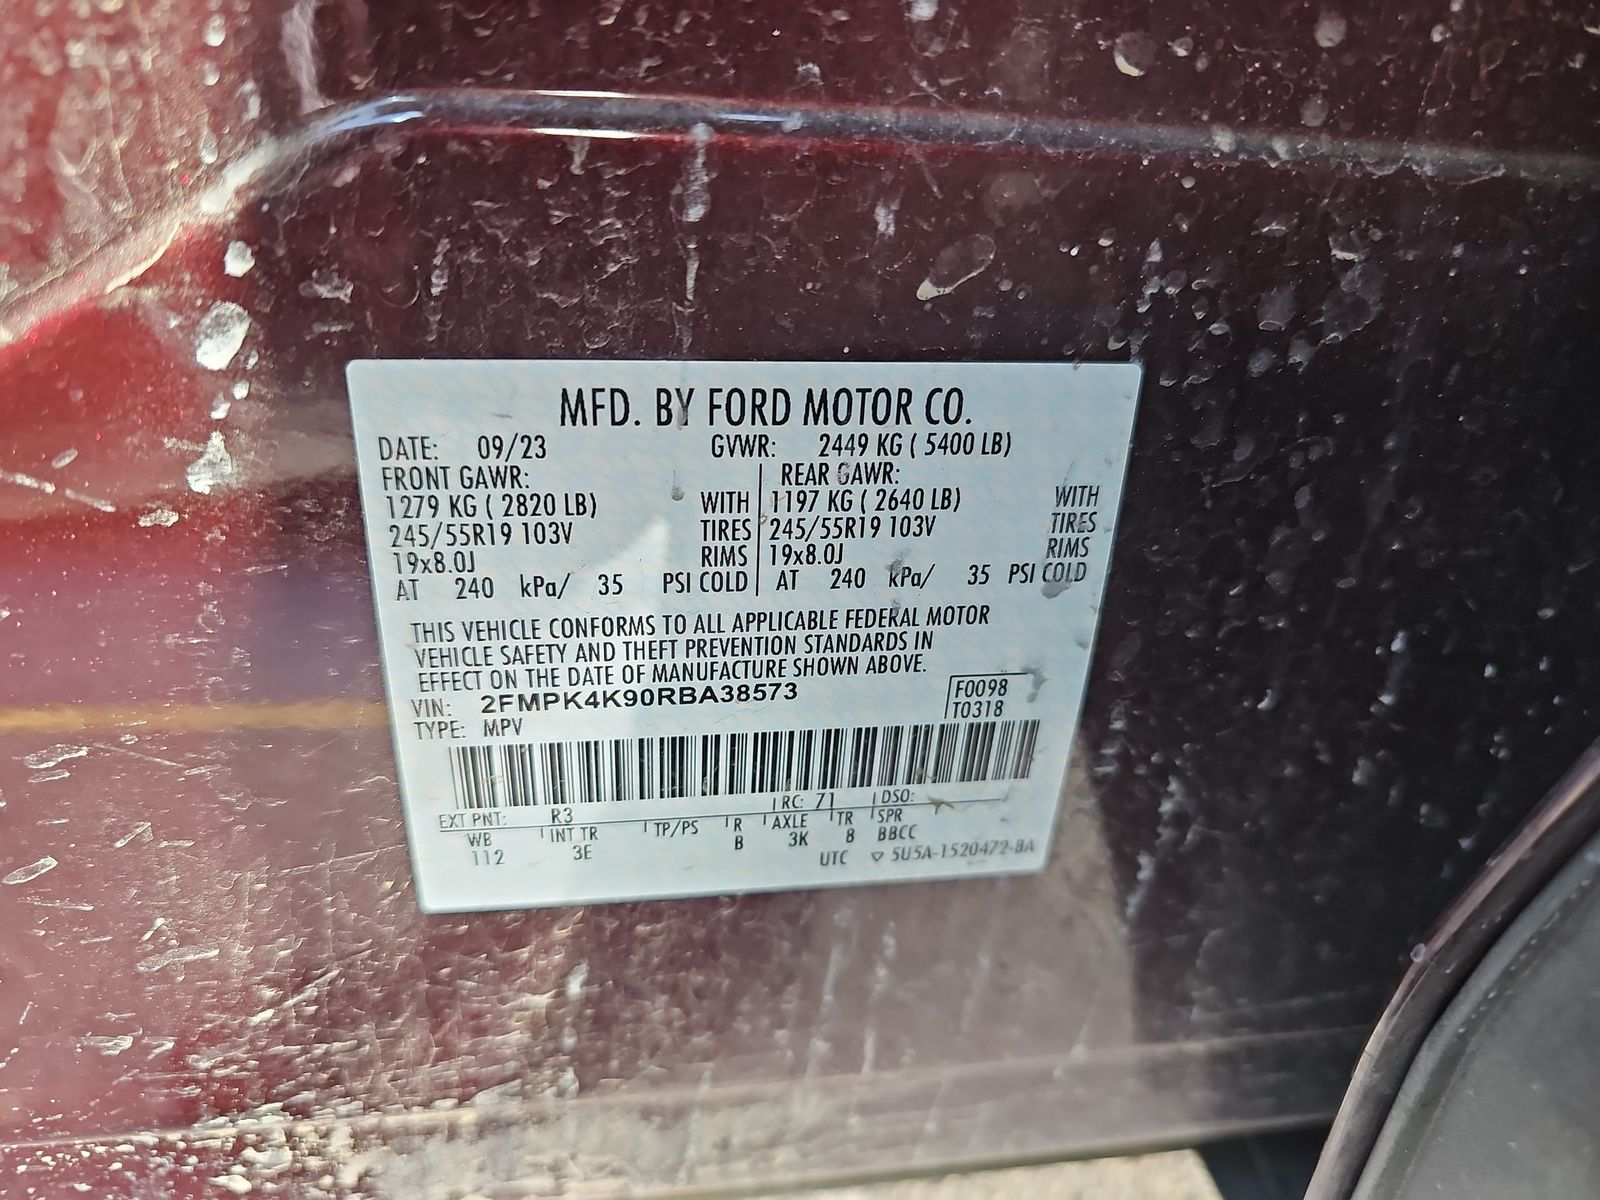 MFD. BY FORD MOTOR CO.
DATE: 09/23 GVWR: 2449 KG ( 5400 LB)
FRONT GAWR: REAR GAWR:
1279 KG ( 2820 LB) WITH 1197 KG ( 2640 LB) WITH
245/55R19 103V TIRES 245/55R19 103V TIRES
19x8.0J RIMS 19x8.0J RIMS
AT 240 kPa/ 35 PSI COLD AT 240 kPa/ 35 PSI COLD
THIS VEHICLE CONFORMS TO ALL APPLICABLE FEDERAL MOTOR
VEHICLE SAFETY AND THEFT PREVENTION STANDARDS IN
EFFECT ON THE DATE OF MANUFACTURE SHOWN ABOVE.
VIN: 2FMPK4K90RBA38573 F0098
TYPE: MPV T0318
EXT PNT: R3 RC: 71 DSO:
WB INT TR TP/PS R AXLE TR SPR
112 3E B 3K 8 BBCC
UTC ▽ 5U5A-1520472-BA